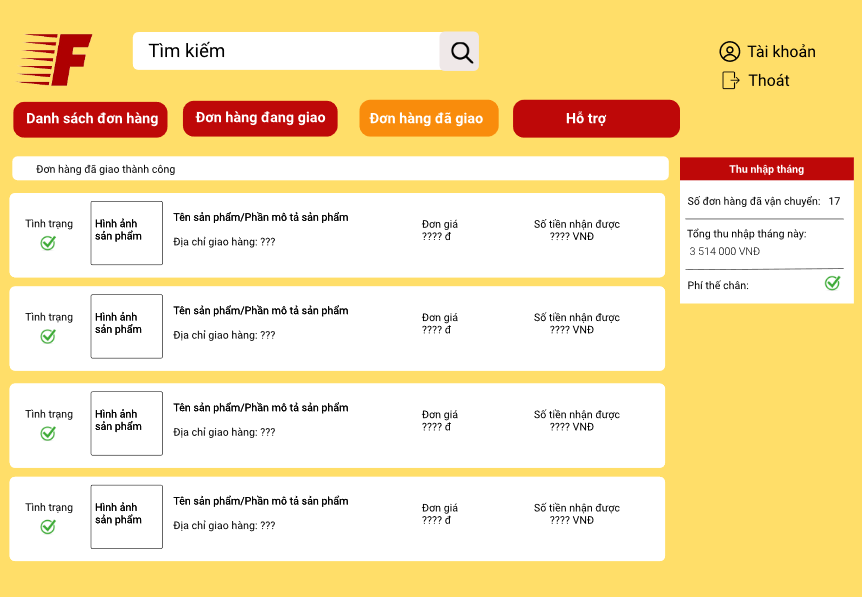 F
Tìm kiếm
Tài khoản
Thoát
Danh sách đơn hàng
Đơn hàng đang giao
Đơn hàng đã giao
Hỗ trợ
Đơn hàng đã giao thành công
Tình trạng
Hình ảnh
sản phẩm
Tên sản phẩm/Phần mô tả sản phẩm
Địa chỉ giao hàng: ???
Đơn giá
???? đ
Số tiền nhận được
???? VNĐ
Tình trạng
Hình ảnh
sản phẩm
Tên sản phẩm/Phần mô tả sản phẩm
Địa chỉ giao hàng: ???
Đơn giá
???? đ
Số tiền nhận được
???? VNĐ
Tình trạng
Hình ảnh
sản phẩm
Tên sản phẩm/Phần mô tả sản phẩm
Địa chỉ giao hàng: ???
Đơn giá
???? đ
Số tiền nhận được
???? VNĐ
Tình trạng
Hình ảnh
sản phẩm
Tên sản phẩm/Phần mô tả sản phẩm
Địa chỉ giao hàng: ???
Đơn giá
???? đ
Số tiền nhận được
???? VNĐ
Thu nhập tháng
Số đơn hàng đã vận chuyển: 17
Tổng thu nhập tháng này:
3 514 000 VNĐ
Phí thế chân: